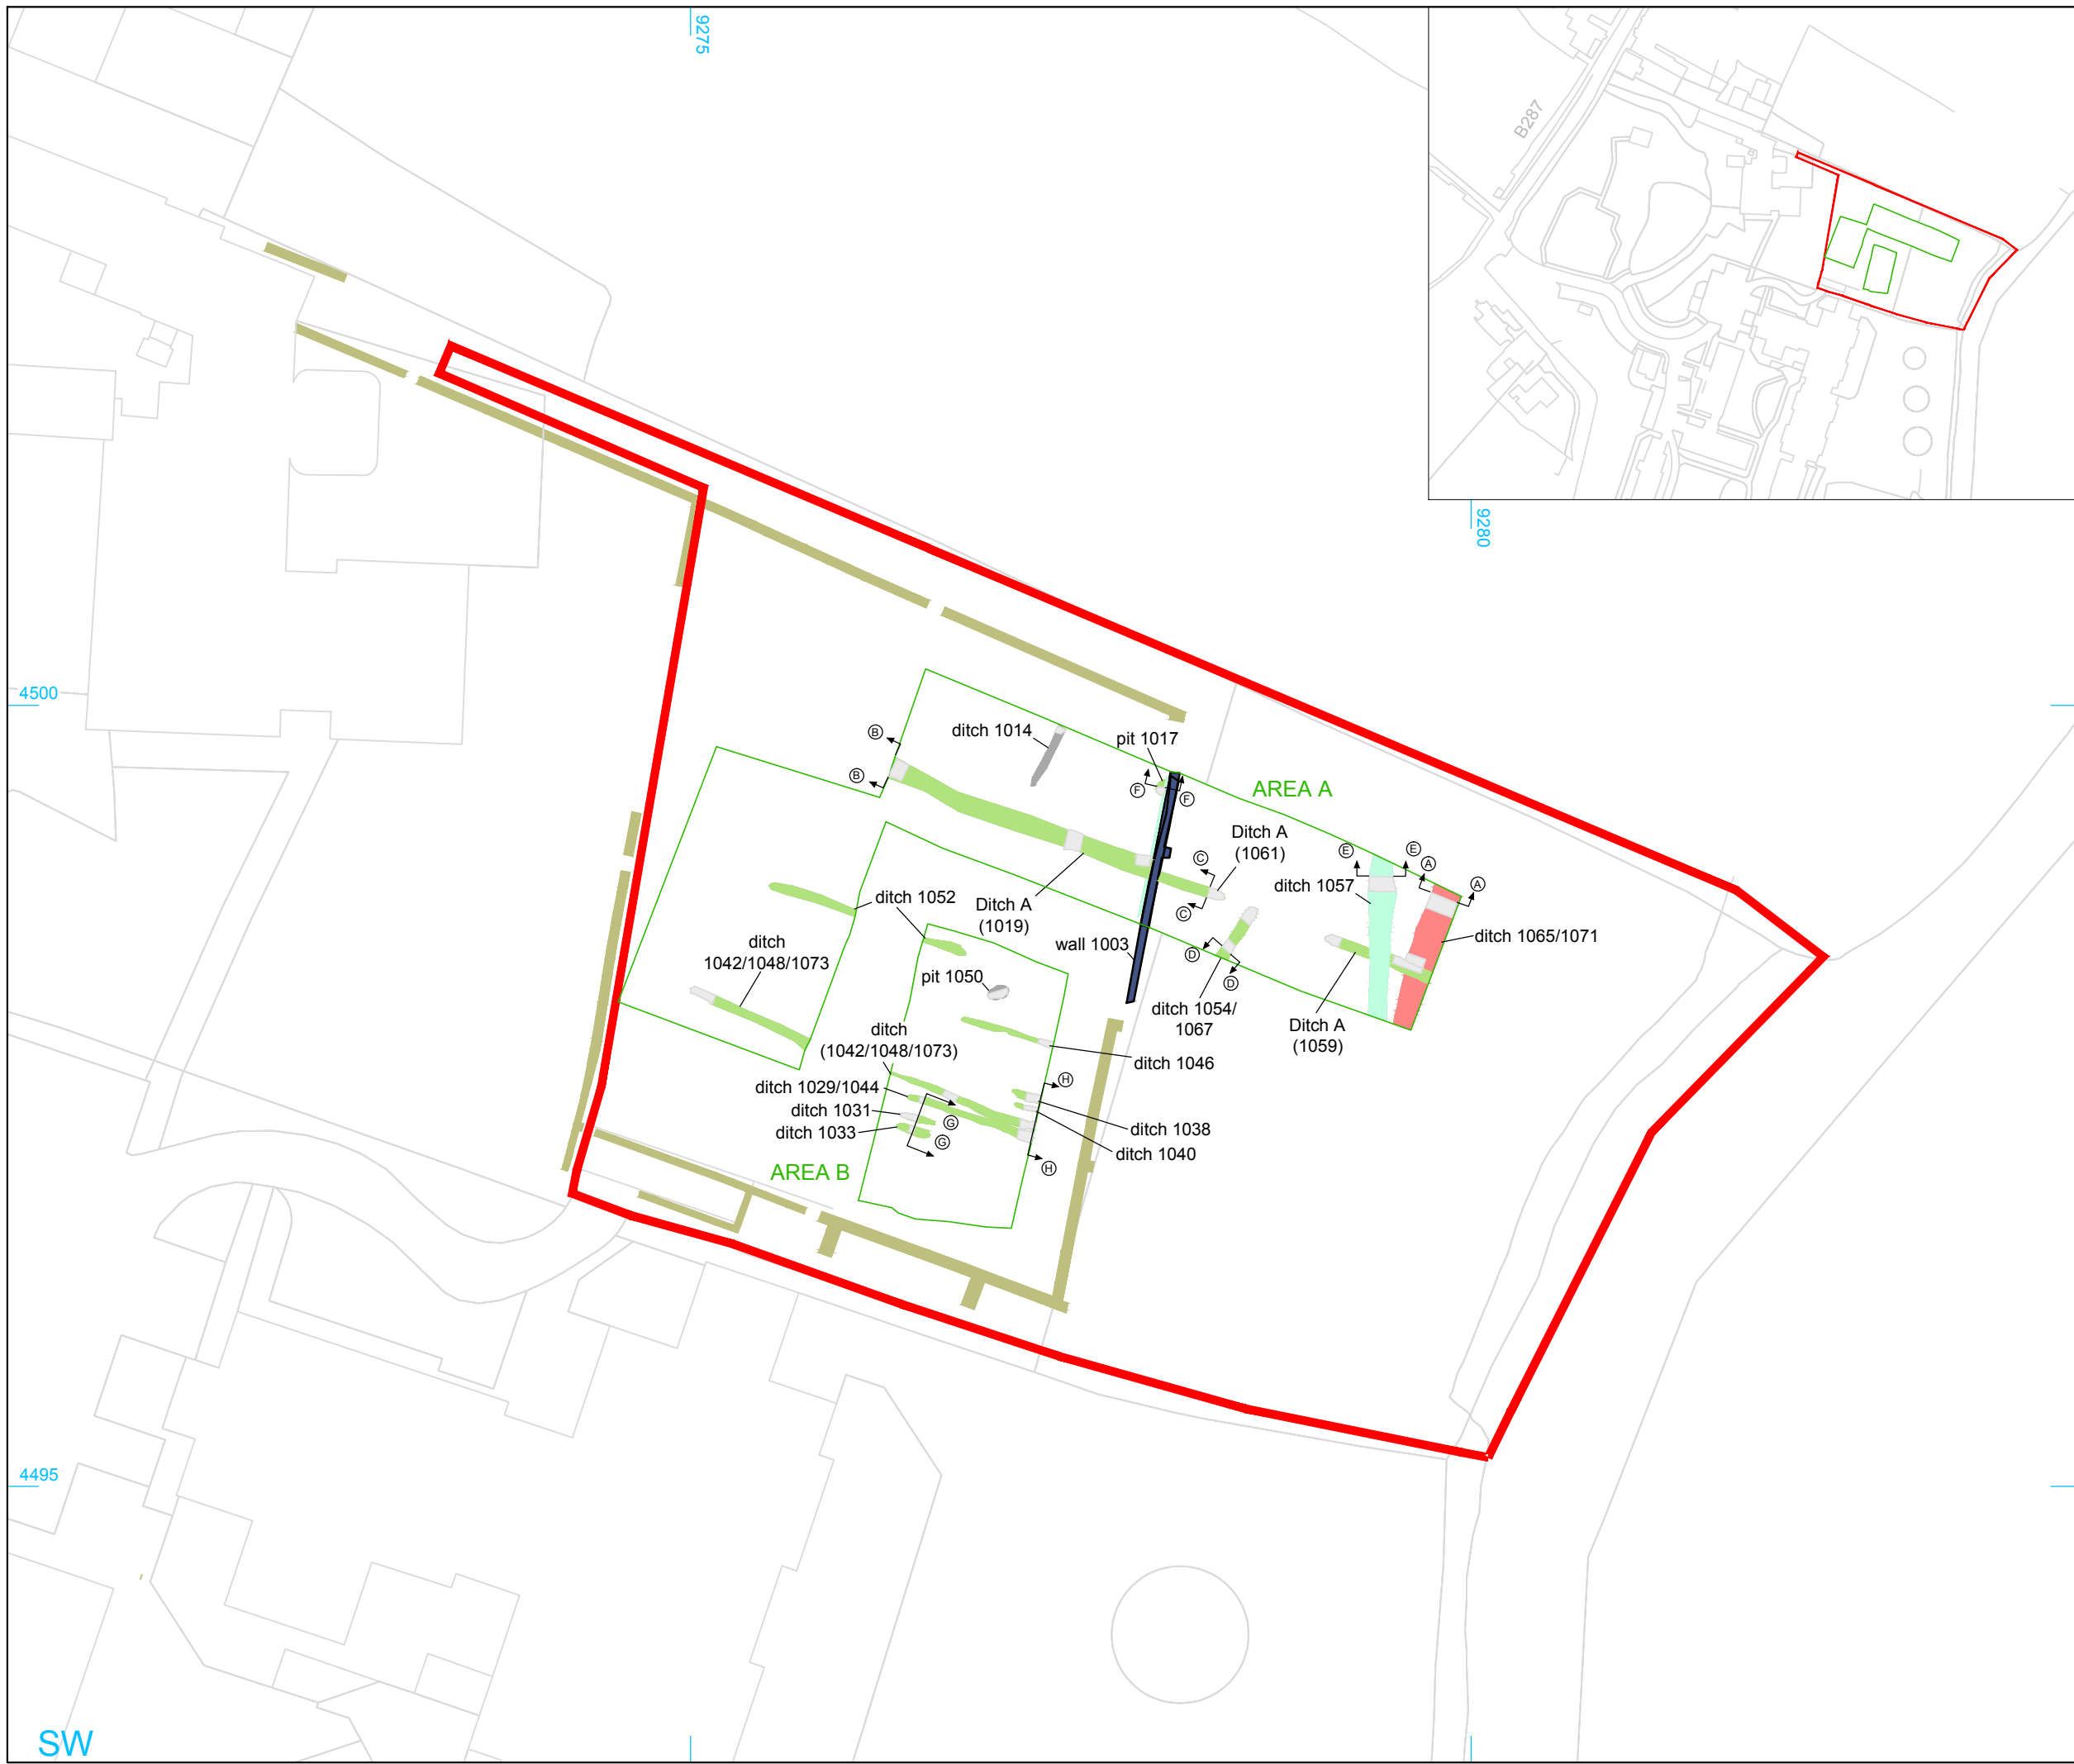 9275
B287
9280
4500
ditch 1014
pit 1017
B
B
F
F
AREA A
E
E
A
A
Ditch A
(1061)
C
C
ditch 1057
ditch 1052
Ditch A
(1019)
wall 1003
D
D
ditch 1065/1071
ditch
1042/1048/1073
pit 1050
ditch 1054/
1067
Ditch A
(1059)
ditch
(1042/1048/1073)
ditch 1046
ditch 1029/1044
ditch 1031
ditch 1033
G
G
H
H
ditch 1038
ditch 1040
AREA B
4495
SW